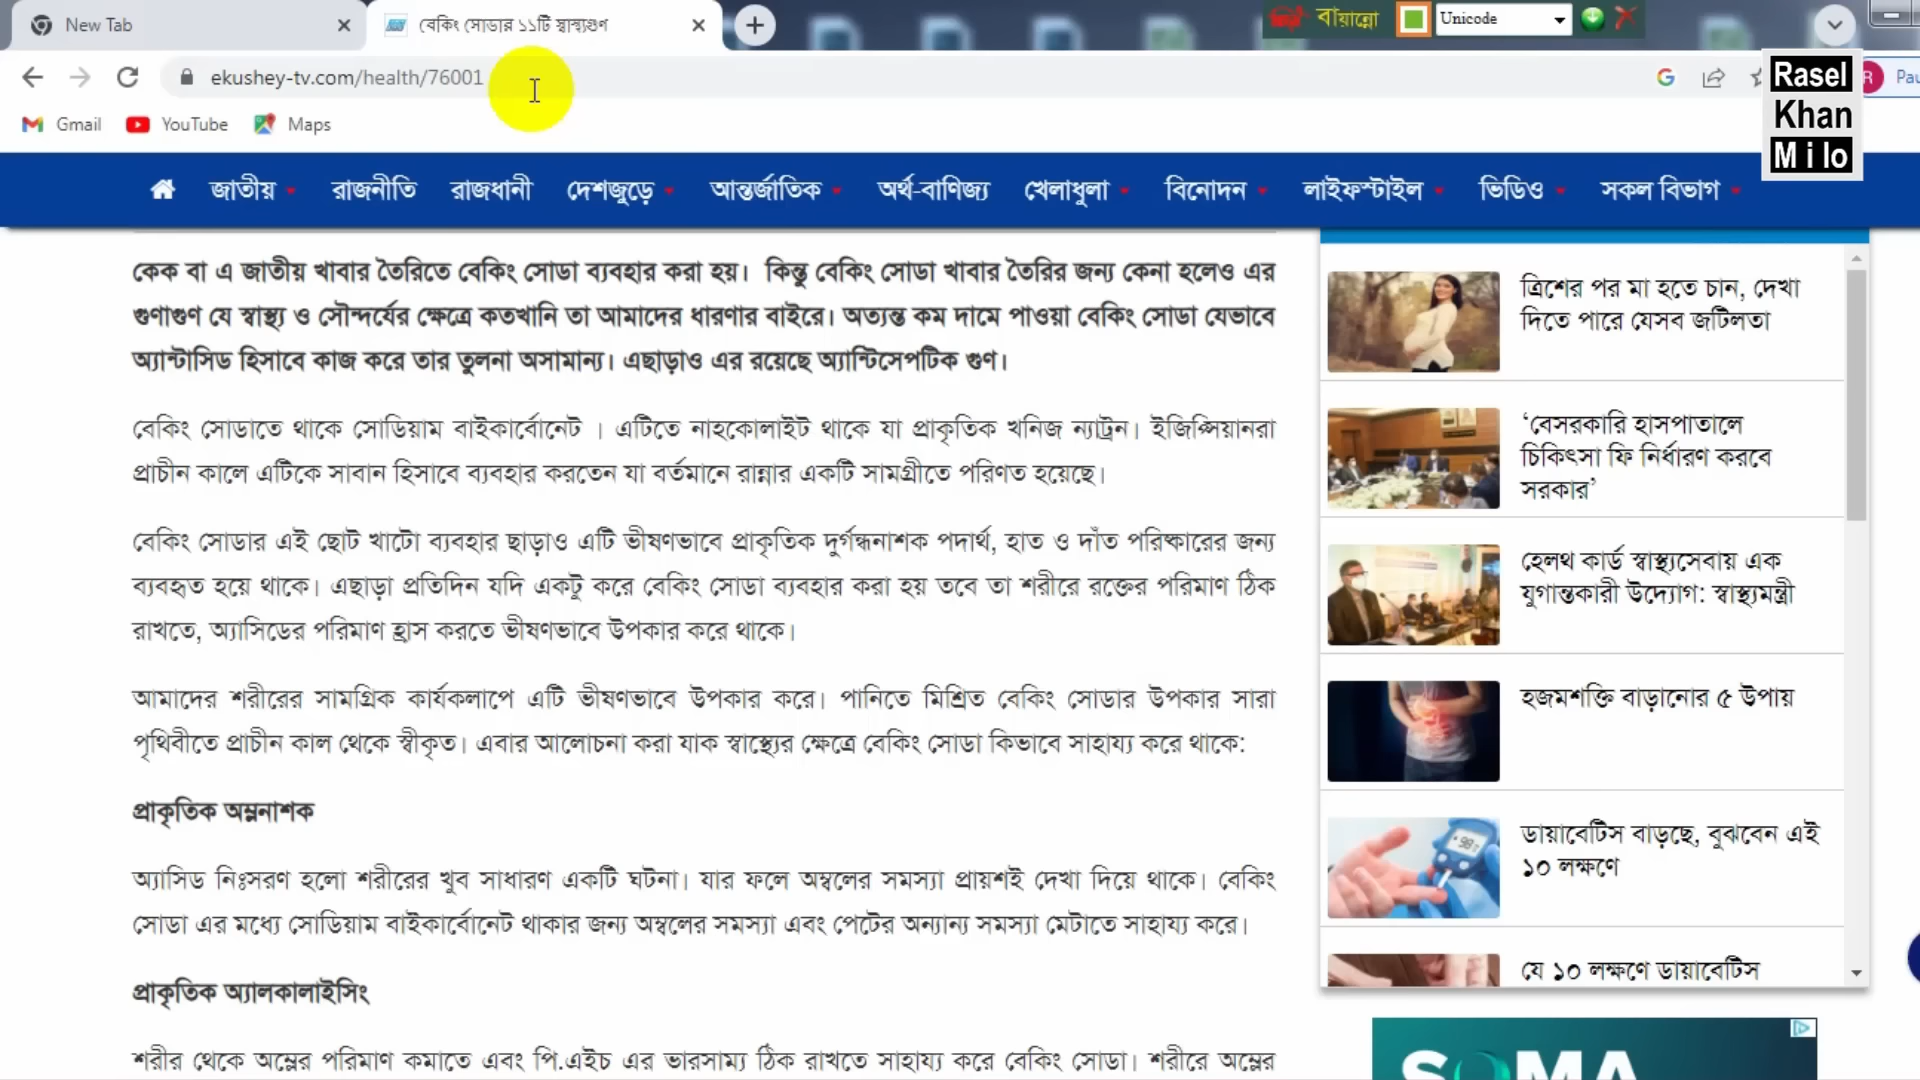 New Tab
বেকিং সোডার ১১টি স্বাস্থ্যগুণ
বায়ান্নো
Unicode
ekushey-tv.com/health/76001
Rasel
Khan
Milo
R
Pau
Gmail
YouTube
Maps
জাতীয় রাজনীতি রাজধানী দেশজুড়ে আন্তর্জাতিক অর্থ-বাণিজ্য খেলাধুলা বিনোদন লাইফস্টাইল ভিডিও সকল বিভাগ
কেক বা এ জাতীয় খাবার তৈরিতে বেকিং সোডা ব্যবহার করা হয়। কিন্তু বেকিং সোডা খাবার তৈরির জন্য কেনা হলেও এর
গুণাগুণ যে স্বাস্থ্য ও সৌন্দর্যের ক্ষেত্রে কতখানি তা আমাদের ধারণার বাইরে। অত্যন্ত কম দামে পাওয়া বেকিং সোডা যেভাবে
অ্যান্টাসিড হিসাবে কাজ করে তার তুলনা অসামান্য। এছাড়াও এর রয়েছে অ্যান্টিসেপটিক গুণ।
বেকিং সোডাতে থাকে সোডিয়াম বাইকার্বোনেট । এটিতে নাহকোলাইট থাকে যা প্রাকৃতিক খনিজ ন্যাট্রন। ইজিপ্সিয়ানরা
প্রাচীন কালে এটিকে সাবান হিসাবে ব্যবহার করতেন যা বর্তমানে রান্নার একটি সামগ্রীতে পরিণত হয়েছে।
বেকিং সোডার এই ছোট খাটো ব্যবহার ছাড়াও এটি ভীষণভাবে প্রাকৃতিক দুর্গন্ধনাশক পদার্থ, হাত ও দাঁত পরিষ্কারের জন্য
ব্যবহৃত হয়ে থাকে। এছাড়া প্রতিদিন যদি একটু করে বেকিং সোডা ব্যবহার করা হয় তবে তা শরীরে রক্তের পরিমাণ ঠিক
রাখতে, অ্যাসিডের পরিমাণ হ্রাস করতে ভীষণভাবে উপকার করে থাকে।
আমাদের শরীরের সামগ্রিক কার্যকলাপে এটি ভীষণভাবে উপকার করে। পানিতে মিশ্রিত বেকিং সোডার উপকার সারা
পৃথিবীতে প্রাচীন কাল থেকে স্বীকৃত। এবার আলোচনা করা যাক স্বাস্থ্যের ক্ষেত্রে বেকিং সোডা কিভাবে সাহায্য করে থাকে:
প্রাকৃতিক অম্লনাশক
অ্যাসিড নিঃসরণ হলো শরীরের খুব সাধারণ একটি ঘটনা। যার ফলে অম্বলের সমস্যা প্রায়শই দেখা দিয়ে থাকে। বেকিং
সোডা এর মধ্যে সোডিয়াম বাইকার্বোনেট থাকার জন্য অম্বলের সমস্যা এবং পেটের অন্যান্য সমস্যা মেটাতে সাহায্য করে।
প্রাকৃতিক অ্যালকালাইসিং
শরীর থেকে অম্লের পরিমাণ কমাতে এবং পি.এইচ এর ভারসাম্য ঠিক রাখতে সাহায্য করে বেকিং সোডা। শরীরে অম্লের
ত্রিশের পর মা হতে চান, দেখা
দিতে পারে যেসব জটিলতা
‘বেসরকারি হাসপাতালে
চিকিৎসা ফি নির্ধারণ করবে
সরকার’
হেলথ কার্ড স্বাস্থ্যসেবায় এক
যুগান্তকারী উদ্যোগ: স্বাস্থ্যমন্ত্রী
হজমশক্তি বাড়ানোর ৫ উপায়
ডায়াবেটিস বাড়ছে, বুঝবেন এই
১০ লক্ষণে
যে ১০ লক্ষণে ডায়াবেটিস
SOMA